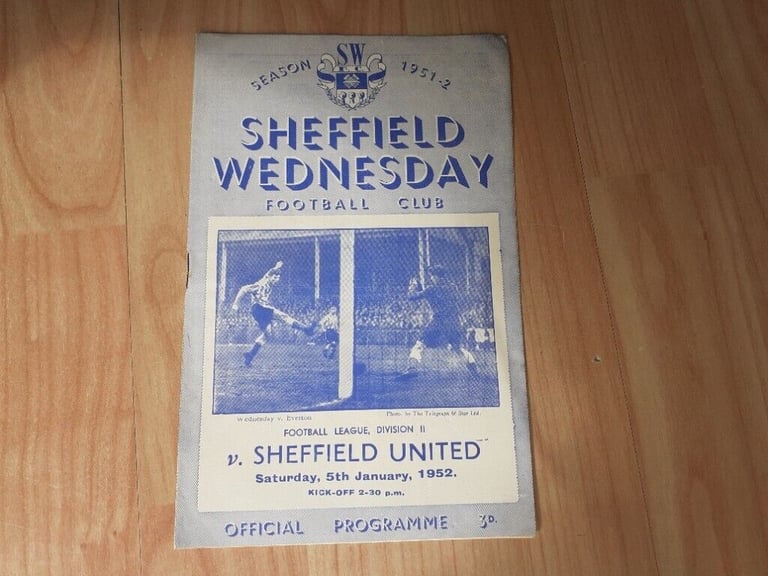 SW
F.C
SEASON 1951-2
SHEFFIELD
WEDNESDAY
FOOTBALL CLUB
Wednesday v. Everton
Photo by The Telegraph & Star Ltd.
FOOTBALL LEAGUE, DIVISION II
v. SHEFFIELD UNITED
Saturday, 5th January, 1952.
KICK-OFF 2-30 p.m.
OFFICIAL PROGRAMME 3D.